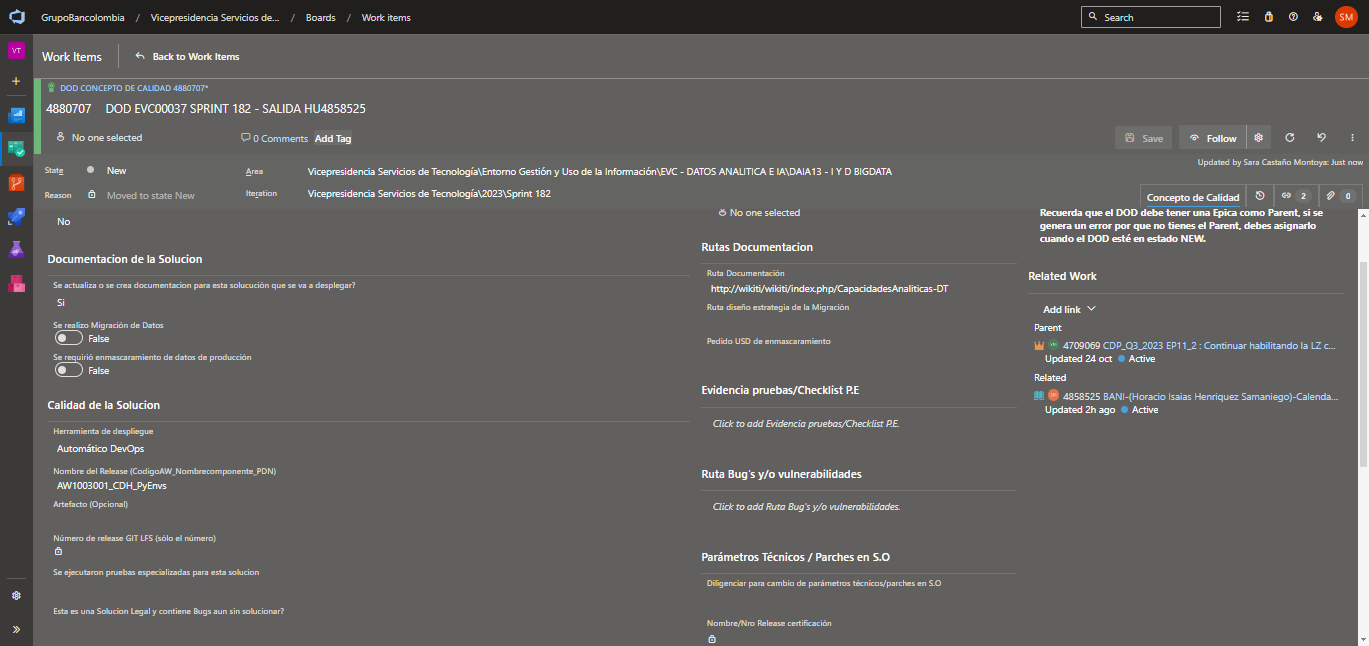 GrupoBancolombia / Vicepresidencia Servicios de... / Boards / Work items
Search
SM
VT
Work Items
Back to Work Items
DOD CONCEPTO DE CALIDAD 4880707*
4880707 DOD EVC00037 SPRINT 182 - SALIDA HU4858525
No one selected
0 Comments
Add Tag
Save
Follow
Updated by Sara Castaño Montoya: Just now
State New
Area Vicepresidencia Servicios de Tecnología\Entorno Gestión y Uso de la Información\EVC - DATOS ANALITICA E IA\DAIA13 - I Y D BIGDATA
Reason Moved to state New
Iteration Vicepresidencia Servicios de Tecnología\2023\Sprint 182
Concepto de Calidad
2
0
No
Documentacion de la Solucion
Se actualiza o se crea documentacion para esta solucución que se va a desplegar?
Si
Se realizo Migración de Datos
False
Se requirió enmascaramiento de datos de producción
False
Calidad de la Solucion
Herramienta de despliegue
Automático DevOps
Nombre del Release (CodigoAW_Nombrecomponente_PDN)
AW1003001_CDH_PyEnvs
Artefacto (Opcional)
Número de release GIT LFS (sólo el número)
Se ejecutaron pruebas especializadas para esta solucion
Esta es una Solucion Legal y contiene Bugs aun sin solucionar?
No one selected
Rutas Documentacion
Ruta Documentación
http://wikiti/wikiti/index.php/CapacidadesAnaliticas-DT
Ruta diseño estrategia de la Migración
Pedido USD de enmascaramiento
Evidencia pruebas/Checklist P.E
Click to add Evidencia pruebas/Checklist P.E.
Ruta Bug's y/o vulnerabilidades
Click to add Ruta Bug's y/o vulnerabilidades.
Parámetros Técnicos / Parches en S.O
Diligenciar para cambio de parámetros técnicos/parches en S.O
Nombre/Nro Release certificación
Recuerda que el DOD debe tener una Epica como Parent, si se
genera un error por que no tienes el Parent, debes asignarlo
cuando el DOD esté en estado NEW.
Related Work
Add link
Parent
4709069 CDP_Q3_2023 EP11_2 : Continuar habilitando la LZ c...
Updated 24 oct Active
Related
4858525 BANI-(Horacio Isaias Henriquez Samaniego)-Calenda...
Updated 2h ago Active